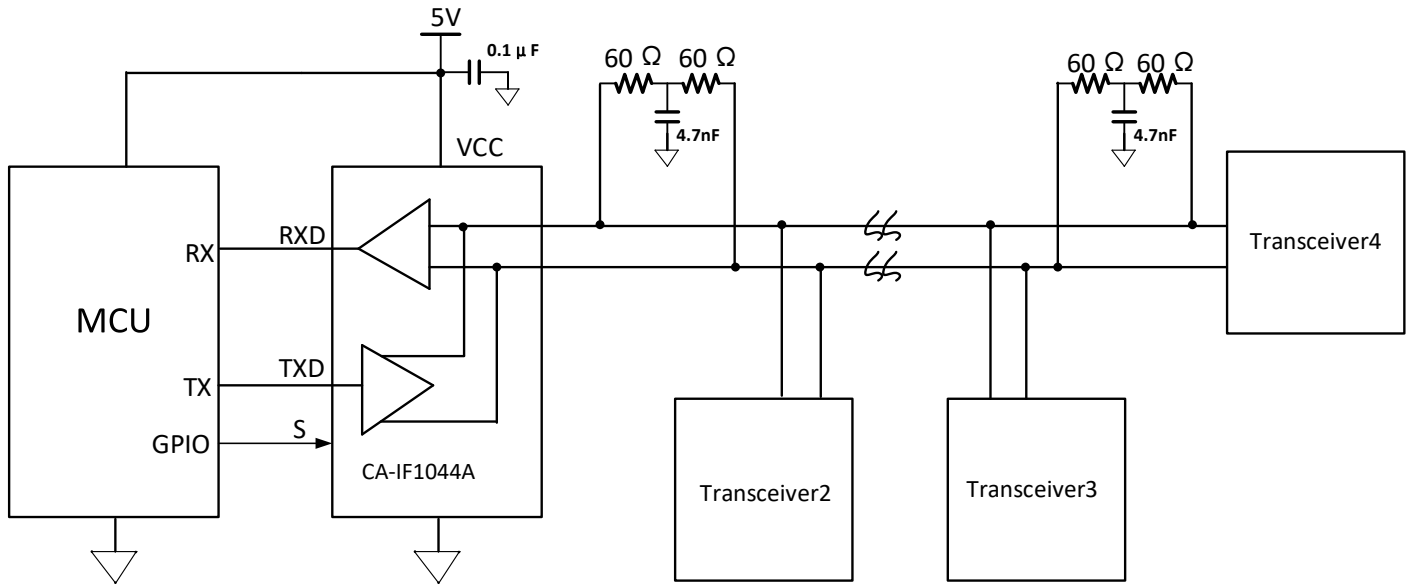 5V
0.1 μ F
60 Ω 60 Ω
4.7nF
60 Ω 60 Ω
4.7nF
VCC
RX
RXD
MCU
TX
TXD
GPIO
S
CA-IF1044A
Transceiver2
Transceiver3
Transceiver4